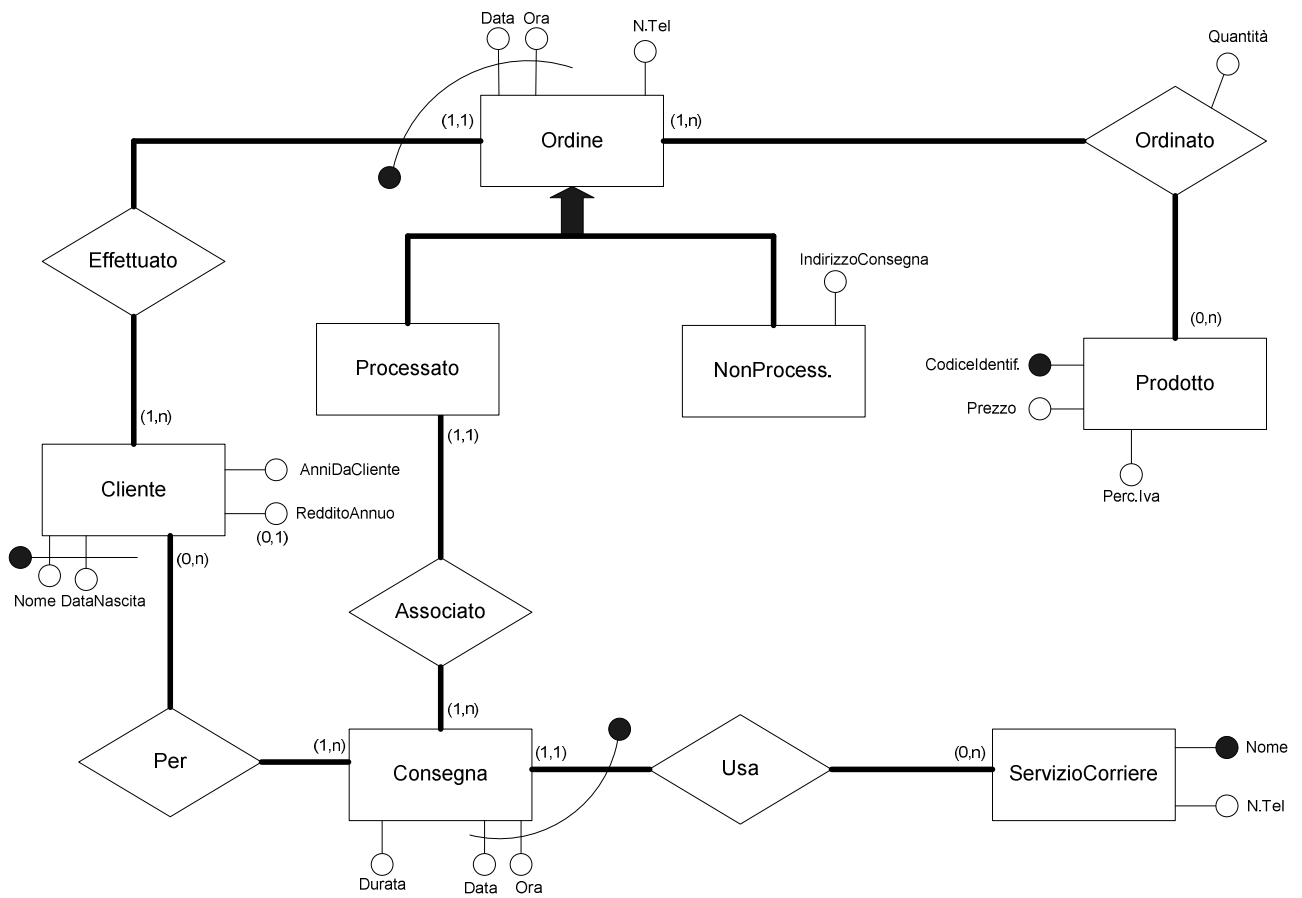 Data
Ora
N.Tel
Quantità
(1,1)
Ordine
(1,n)
Ordinato
Effettuato
IndirizzoConsegna
(0,n)
Processato
NonProcess.
CodiceIdentif.
Prezzo
Prodotto
Perc.Iva
(1,n)
(1,1)
Cliente
AnniDaCliente
RedditoAnnuo
(0,1)
(0,n)
Nome
DataNascita
Associato
(1,n)
Per
(1,n)
Consegna
(1,1)
Usa
(0,n)
ServizioCorriere
Nome
N.Tel
Durata
Data
Ora